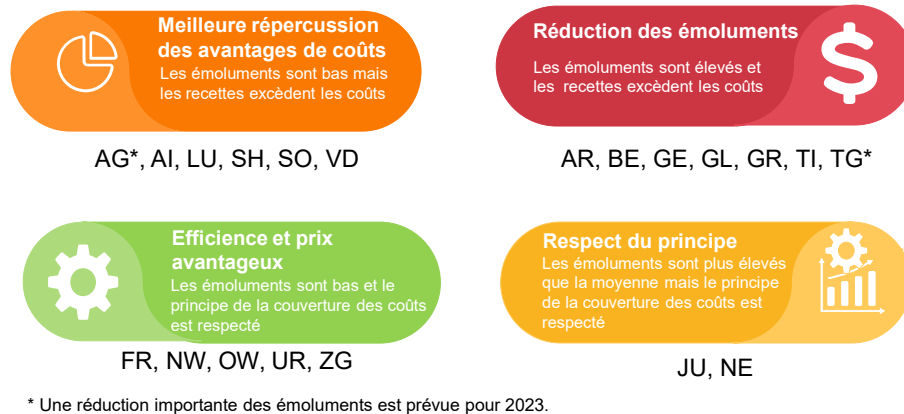 Meilleure répercussion
des avantages de coûts
Les émoluments sont bas mais
les recettes excèdent les coûts
AG*, AI, LU, SH, SO, VD
Réduction des émoluments
Les émoluments sont élevés et
les recettes excèdent les coûts
AR, BE, GE, GL, GR, TI, TG*
Efficience et prix
avantageux
Les émoluments sont bas et le
principe de la couverture des coûts
est respecté
FR, NW, OW, UR, ZG
Respect du principe
Les émoluments sont plus élevés
que la moyenne mais le principe
de la couverture des coûts est
respecté
JU, NE
* Une réduction importante des émoluments est prévue pour 2023.